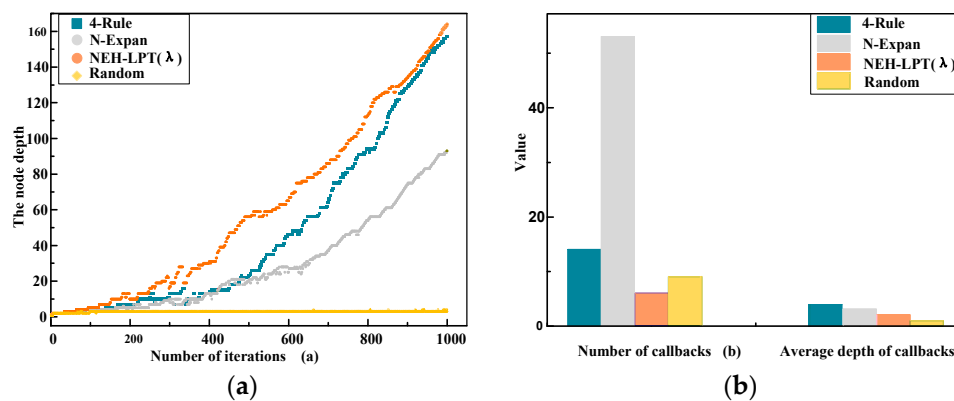 160
140
120
100
80
60
40
20
0
The node depth
4-Rule
N-Expan
NEH-LPT(λ)
Random
0 200 400 600 800 1000
Number of iterations (a)
(a)
40
20
0
Value
4-Rule
N-Expan
NEH-LPT(λ)
Random
Number of callbacks (b) Average depth of callbacks
(b)